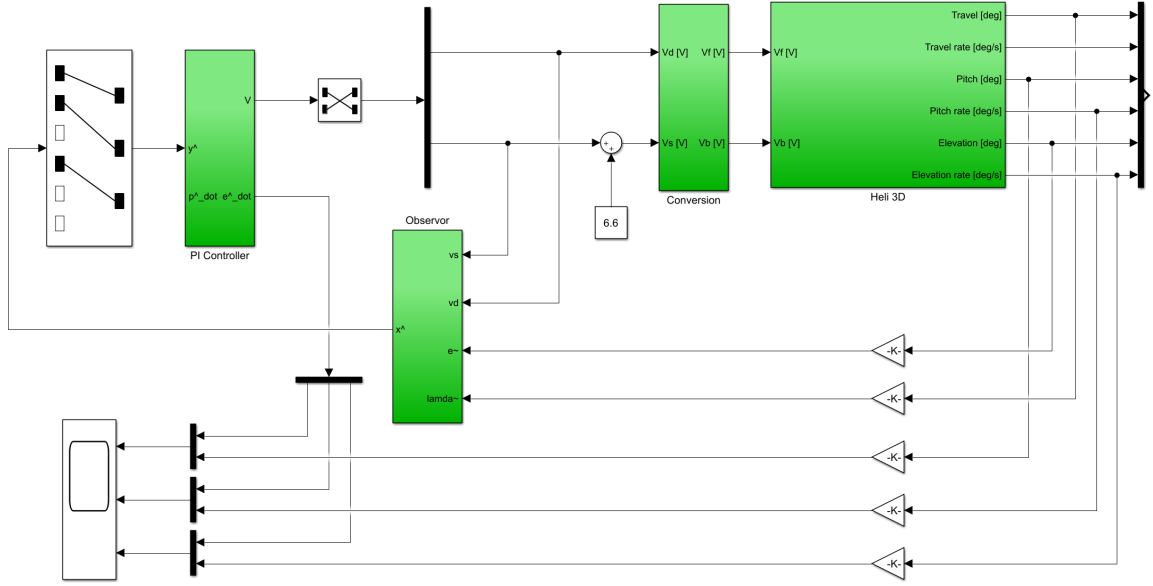 Travel [deg]
Vd [V]
Vf [V]
Vf [V]
Travel rate [deg/s]
Pitch [deg]
V
Pitch rate [deg/s]
y^
Vs [V]
Vb [V]
Vb [V]
Elevation [deg]
Elevation rate [deg/s]
p^_dot
e^_dot
Conversion
Heli 3D
PI Controller
Observor
6.6
vs
vd
x^
e~
-K-
lamda~
-K-
-K-
-K-
-K-